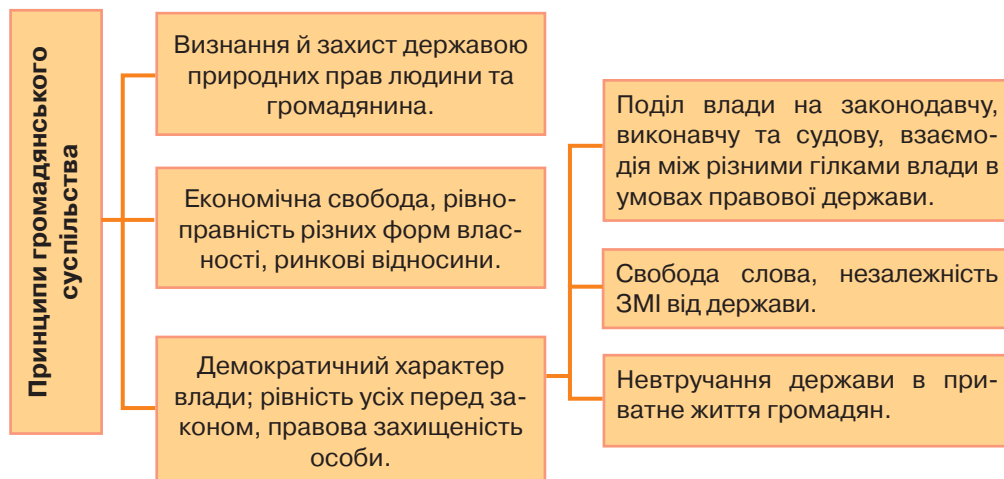 Принципи громадянського
суспільства
Визнання й захист державою
природних прав людини та
громадянина.
Економічна свобода, рівно-
правність різних форм влас-
ності, ринкові відносини.
Демократичний характер
влади; рівність усіх перед за-
коном, правова захищеність
особи.
Поділ влади на законодавчу,
виконавчу та судову, взаємо-
дія між різними гілками влади в
умовах правової держави.
Свобода слова, незалежність
ЗМІ від держави.
Невтручання держави в при-
ватне життя громадян.